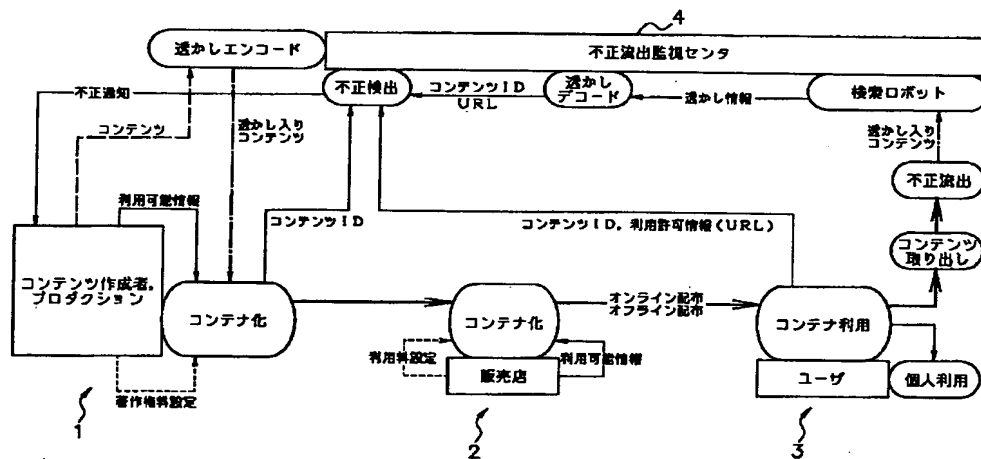 4
透かしエンコード
不正流出監視センタ
不正通知
不正検出
コンテンツID
URL
透かし
デコード
透かし情報
検索ロボット
コンテンツ
透かし入り
コンテンツ
透かし入り
コンテンツ
不正流出
利用可能情報
コンテンツID
コンテンツID,利用許可情報(URL)
コンテンツ
取り出し
コンテンツ作成者,
プロダクション
コンテナ化
コンテナ化
オンライン配布
オフライン配布
コンテナ利用
利用料設定
利用可能情報
販売店
ユーザ
個人利用
著作権料設定
1
2
3